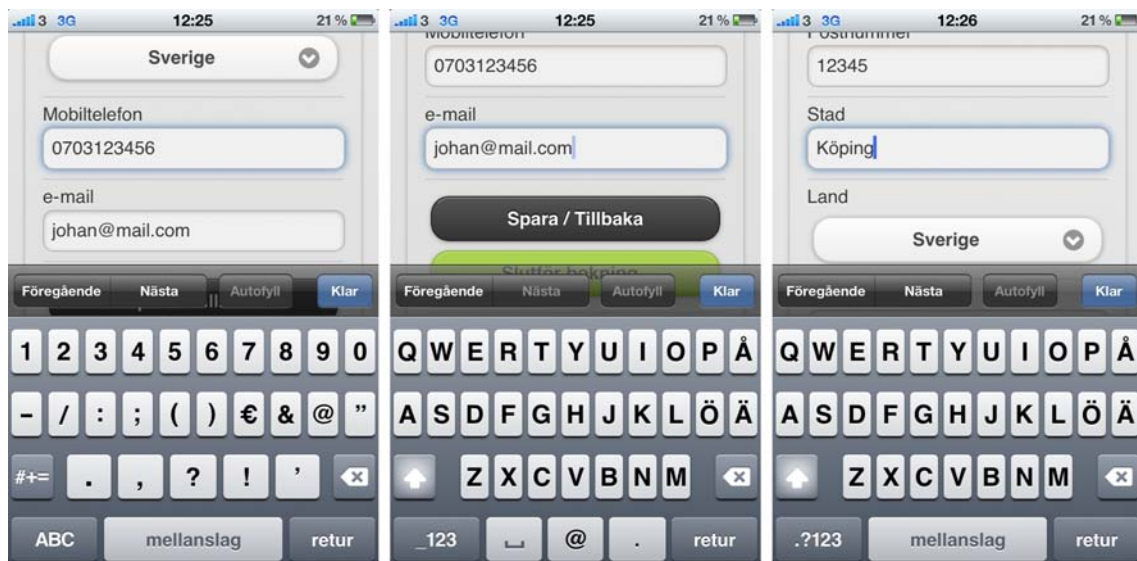 3 3G 12:25 21 %
Sverige
Mobiltelefon
0703123456
e-mail
johan@mail.com
Föregående Nästa Autofyll Klar
1 2 3 4 5 6 7 8 9 0
- / : ; ( ) € & @ "
#+= . , ? ! '
ABC mellanslag retur
3 3G 12:25 21 %
Mobiltelefon
0703123456
e-mail
johan@mail.com
Spara / Tillbaka
Slutför bokning
Föregående Nästa Autofyll Klar
Q W E R T Y U I O P Å
A S D F G H J K L Ö Ä
Z X C V B N M
_123 @ . retur
3 3G 12:26 21 %
Postnummer
12345
Stad
Köping
Land
Sverige
Föregående Nästa Autofyll Klar
Q W E R T Y U I O P Å
A S D F G H J K L Ö Ä
Z X C V B N M
.?123 mellanslag retur